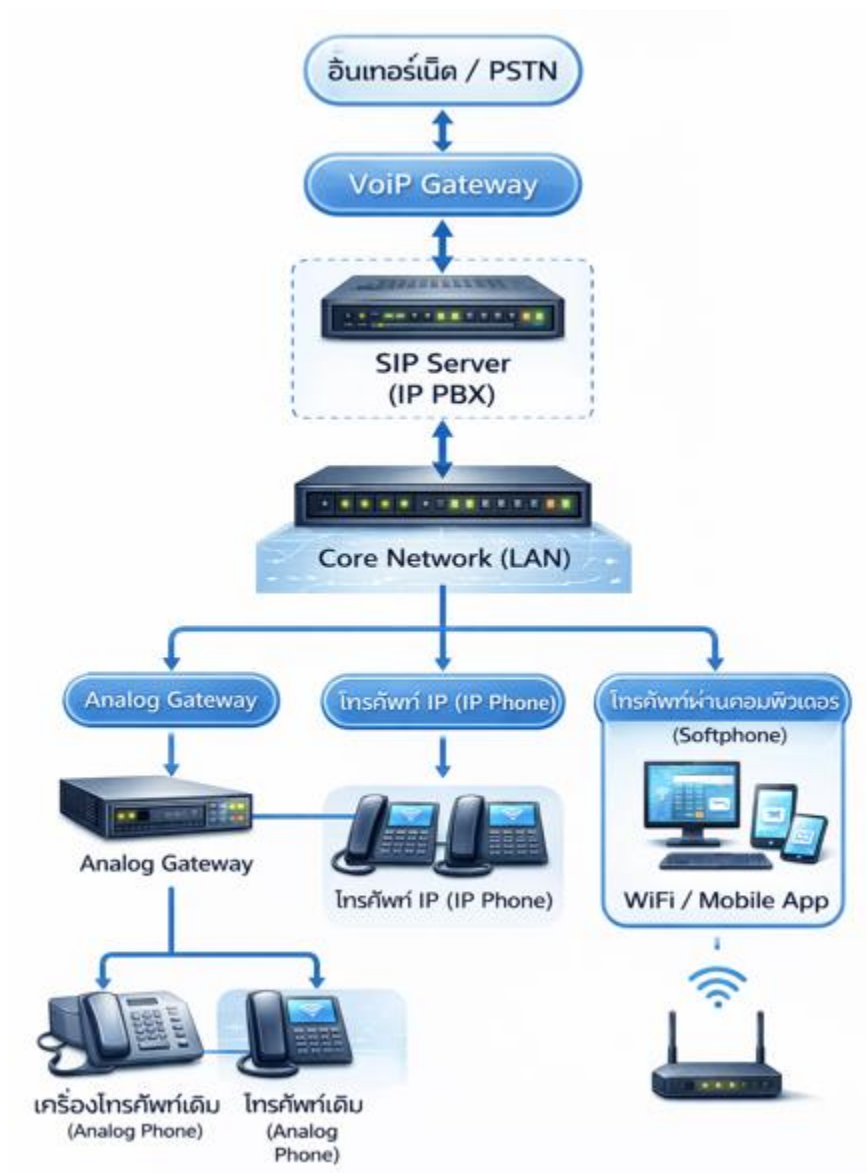 อินเทอร์เน็ต / PSTN
VoiP Gateway
SIP Server
(IP PBX)
Core Network (LAN)
Analog Gateway
โทรศัพท์ IP (IP Phone)
โทรศัพท์ผ่านคอมพิวเตอร์
(Softphone)
Analog Gateway
โทรศัพท์ IP (IP Phone)
WiFi / Mobile App
เครื่องโทรศัพท์เดิม
(Analog Phone)
โทรศัพท์เดิม
(Analog
Phone)